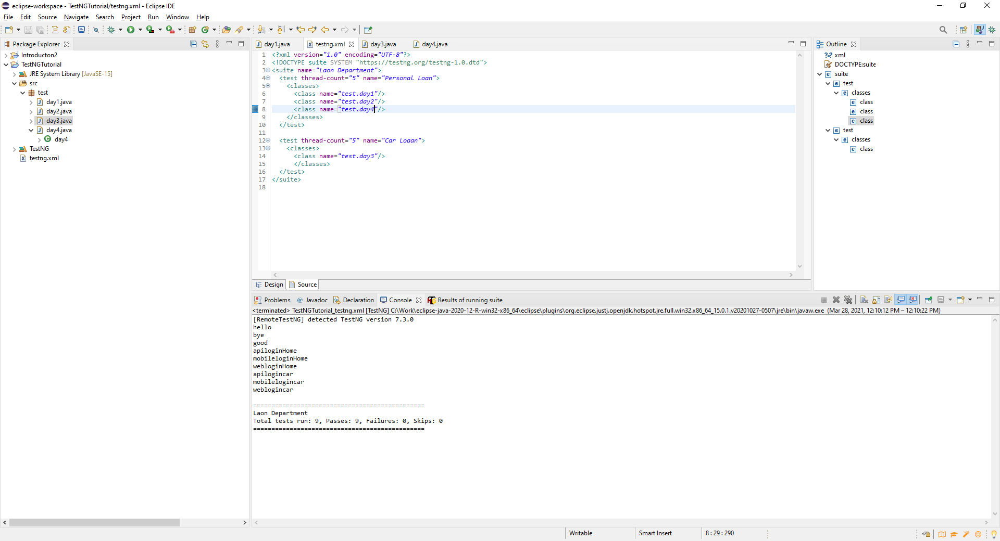 eclipse-workspace - TestNGTutorial/testng.xml - Eclipse IDE
File Edit Source Navigate Search Project Run Window Help
Package Explorer
Introducton2
TestNGTutorial
JRE System Library [JavaSE-15]
src
test
day1.java
day2.java
day3.java
day4.java
day4
TestNG
testng.xml
day1.java testng.xml day3.java day4.java
1 <?xml version="1.0" encoding="UTF-8"?>
2 <!DOCTYPE suite SYSTEM "https://testng.org/testng-1.0.dtd">
3 <suite name="Laon Department">
4 <test thread-count="5" name="Personal Loan">
5 <classes>
6 <class name="test.day1"/>
7 <class name="test.day2"/>
8 <class name="test.day4"/>
9 </classes>
10 </test>
11
12 <test thread-count="5" name="Car Loaan">
13 <classes>
14 <class name="test.day3"/>
15 </classes>
16 </test>
17 </suite>
18
Design Source
Outline
?-? xml
DOCTYPE:suite
suite
test
classes
class
class
class
test
classes
class
Problems @ Javadoc Declaration Console Results of running suite
<terminated> TestNGTutorial_testng.xml [TestNG] C:\Work\eclipse-java-2020-12-R-win32-x86_64\eclipse\plugins\org.eclipse.justj.openjdk.hotspot.jre.full.win32.x86_64_15.0.1.v20201027-0507\jre\bin\javaw.exe (Mar 28, 2021, 12:10:12 PM – 12:10:22 PM)
[RemoteTestNG] detected TestNG version 7.3.0
hello
bye
good
apiloginHome
mobileloginHome
webloginHome
apilogincar
mobilelogincar
weblogincar
===============================================
Laon Department
Total tests run: 9, Passes: 9, Failures: 0, Skips: 0
===============================================
Writable Smart Insert 8 : 29 : 290